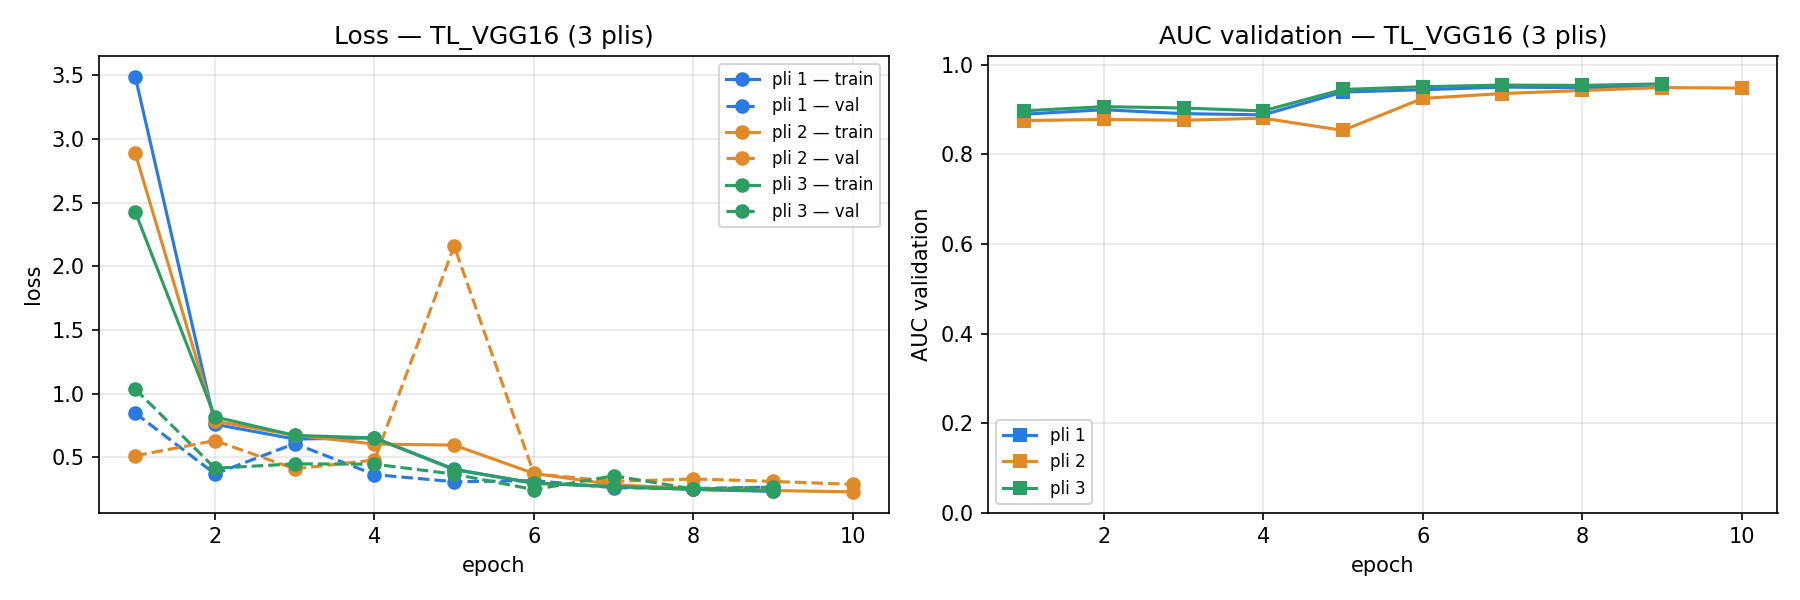 Loss — TL_VGG16 (3 plis)
3.5
3.0
2.5
2.0
1.5
1.0
0.5
loss
2
4
6
8
10
epoch
pli 1 — train
pli 1 — val
pli 2 — train
pli 2 — val
pli 3 — train
pli 3 — val
AUC validation — TL_VGG16 (3 plis)
1.0
0.8
0.6
0.4
0.2
0.0
AUC validation
2
4
6
8
10
epoch
pli 1
pli 2
pli 3